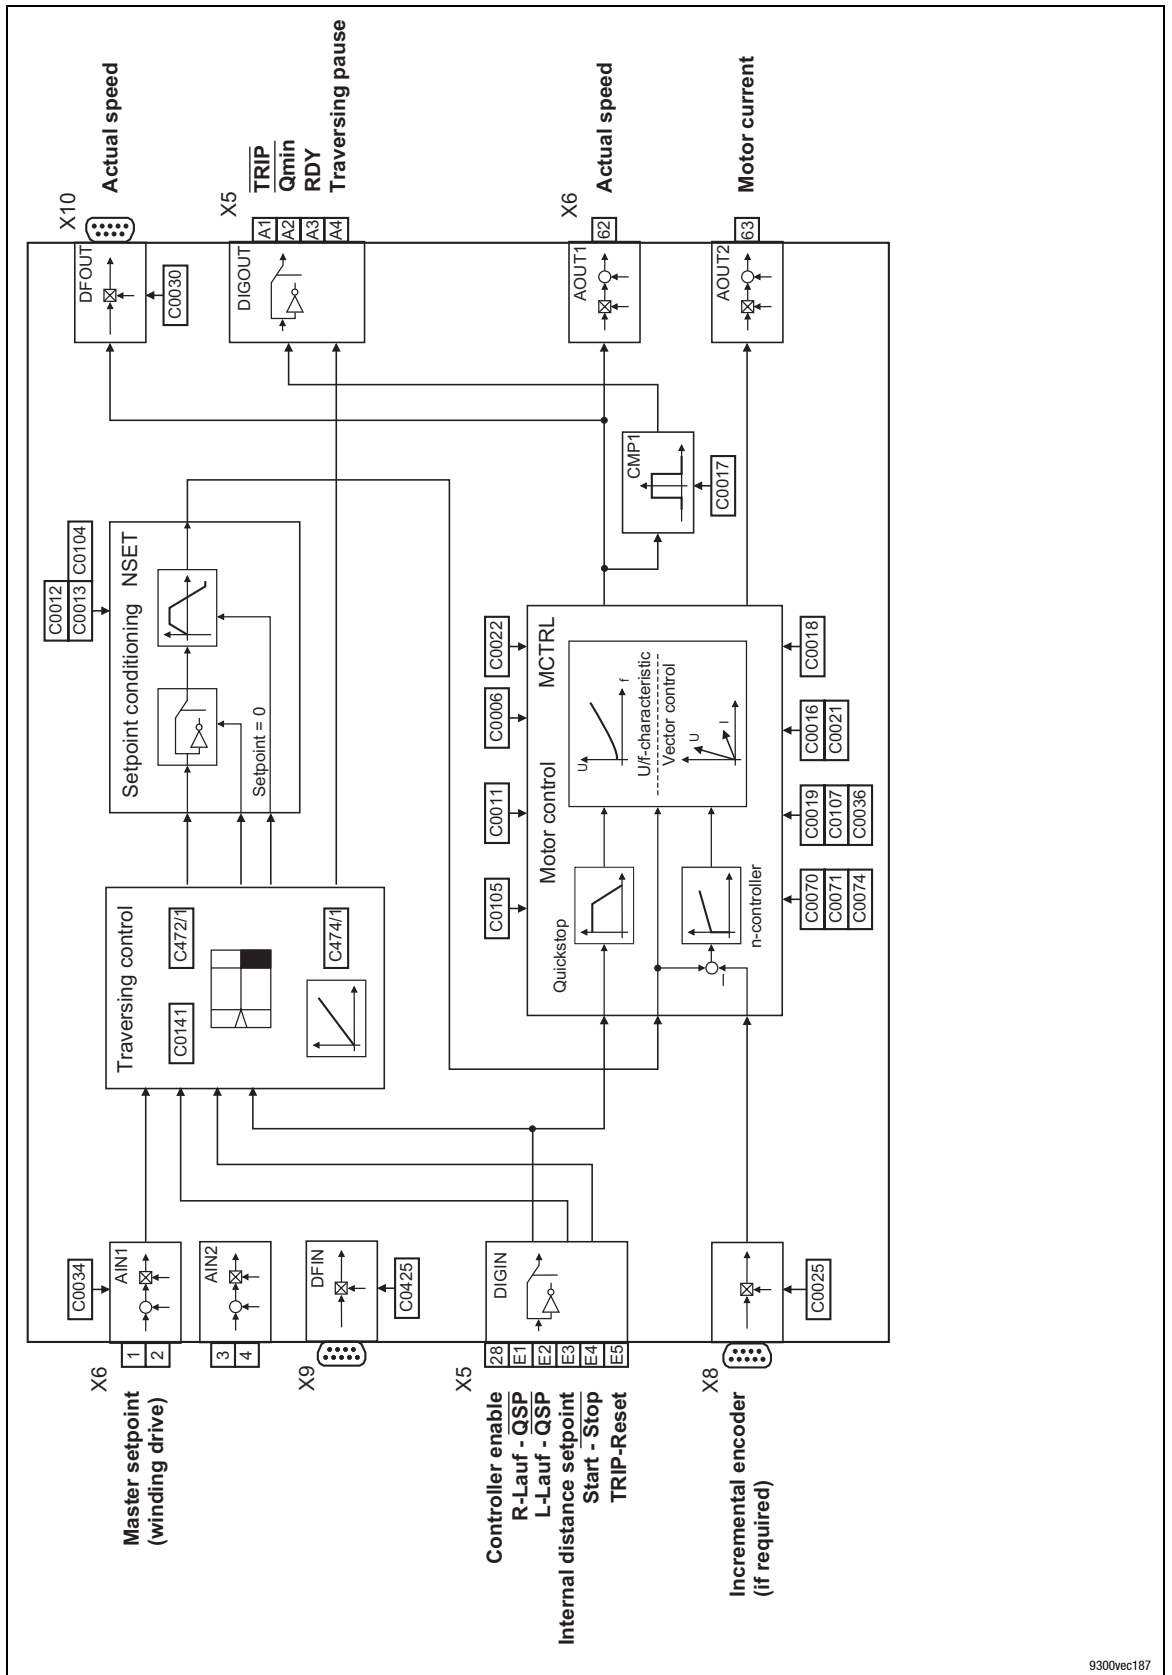 X6
Master setpoint
(winding drive)
1
2
3
4
C0034
AIN1
AIN2
X9
DFIN
C0425
X5
Controller enable
R-Lauf - QSP
L-Lauf - QSP
Internal distance setpoint
Start - Stop
TRIP-Reset
28
E1
E2
E3
E4
E5
DIGIN
X8
Incremental encoder
(if required)
C0025
Traversing control
C0141
C472/1
C474/1
Setpoint conditioning NSET
Setpoint = 0
C0012
C0013
C0104
Motor control MCTRL
C0105
C0011
C0006
C0022
Quickstop
n-controller
U
f
U/f-characteristic
Vector control
U
I
C0070
C0071
C0074
C0019
C0107
C0036
C0016
C0021
C0018
CMP1
C0017
DFOUT
C0030
X10
Actual speed
DIGOUT
X5
A1
A2
A3
A4
TRIP
Qmin
RDY
Traversing pause
AOUT1
X6
62
Actual speed
AOUT2
63
Motor current
9300vec187